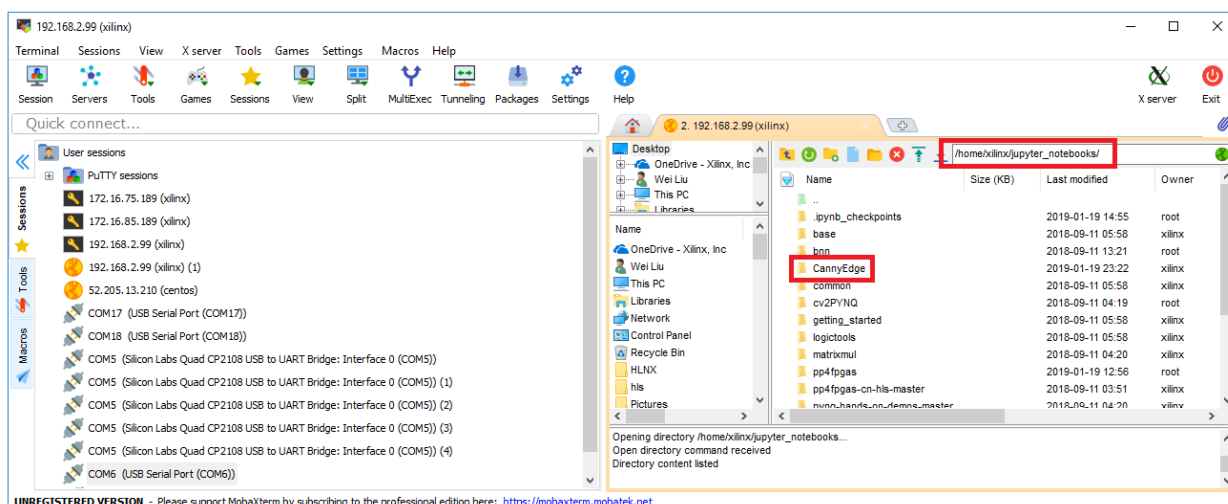 192.168.2.99 (xilinx)
Terminal Sessions View X server Tools Games Settings Macros Help
Session Servers Tools Games Sessions View Split MultiExec Tunneling Packages Settings Help X server Exit
Quick connect...
2. 192.168.2.99 (xilinx)
User sessions
PuTTY sessions
172.16.75.189 (xilinx)
172.16.85.189 (xilinx)
192.168.2.99 (xilinx)
192.168.2.99 (xilinx) (1)
52.205.13.210 (centos)
COM17 (USB Serial Port (COM17))
COM18 (USB Serial Port (COM18))
COM5 (Silicon Labs Quad CP2108 USB to UART Bridge: Interface 0 (COM5))
COM5 (Silicon Labs Quad CP2108 USB to UART Bridge: Interface 0 (COM5)) (1)
COM5 (Silicon Labs Quad CP2108 USB to UART Bridge: Interface 0 (COM5)) (2)
COM5 (Silicon Labs Quad CP2108 USB to UART Bridge: Interface 0 (COM5)) (3)
COM5 (Silicon Labs Quad CP2108 USB to UART Bridge: Interface 0 (COM5)) (4)
COM6 (USB Serial Port (COM6))
Sessions
Tools
Macros
Desktop
OneDrive - Xilinx, Inc
Wei Liu
This PC
Libraries
Name
OneDrive - Xilinx, Inc
Wei Liu
This PC
Libraries
Network
Control Panel
Recycle Bin
HLNX
hls
Pictures
/home/xilinx/jupyter_notebooks/
Name Size (KB) Last modified Owner
..
.ipynb_checkpoints 2019-01-19 14:55 root
base 2018-09-11 05:58 xilinx
bnn 2018-09-11 13:21 root
CannyEdge 2019-01-19 23:22 xilinx
common 2018-09-11 05:58 xilinx
cv2PYNQ 2018-09-11 04:19 root
getting_started 2018-09-11 05:58 xilinx
logictools 2018-09-11 05:58 xilinx
matrixmul 2018-09-11 04:20 xilinx
pp4fpgas 2019-01-19 12:56 root
pp4fpgas-cn-hls-master 2018-09-11 03:51 xilinx
pynq-hands-on-demos-master 2018-09-11 04:20 xilinx
Opening directory /home/xilinx/jupyter_notebooks...
Open directory command received
Directory content listed
UNREGISTERED VERSION - Please support MobaXterm by subscribing to the professional edition here: https://mobaxterm.mobatek.net